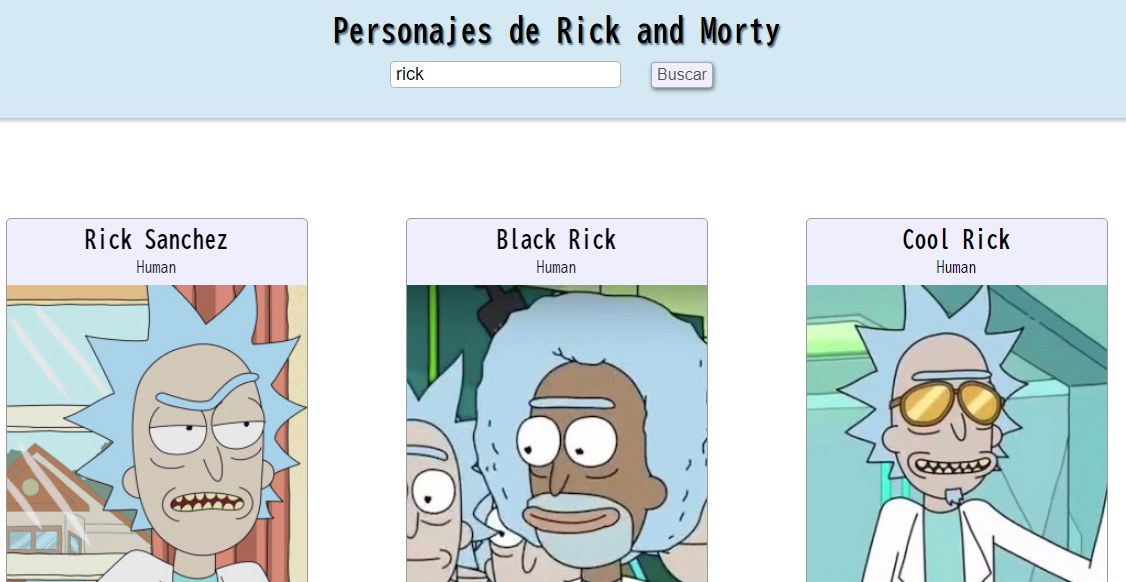 Personajes de Rick and Morty
rick
Buscar
Rick Sanchez
Human
Black Rick
Human
Cool Rick
Human